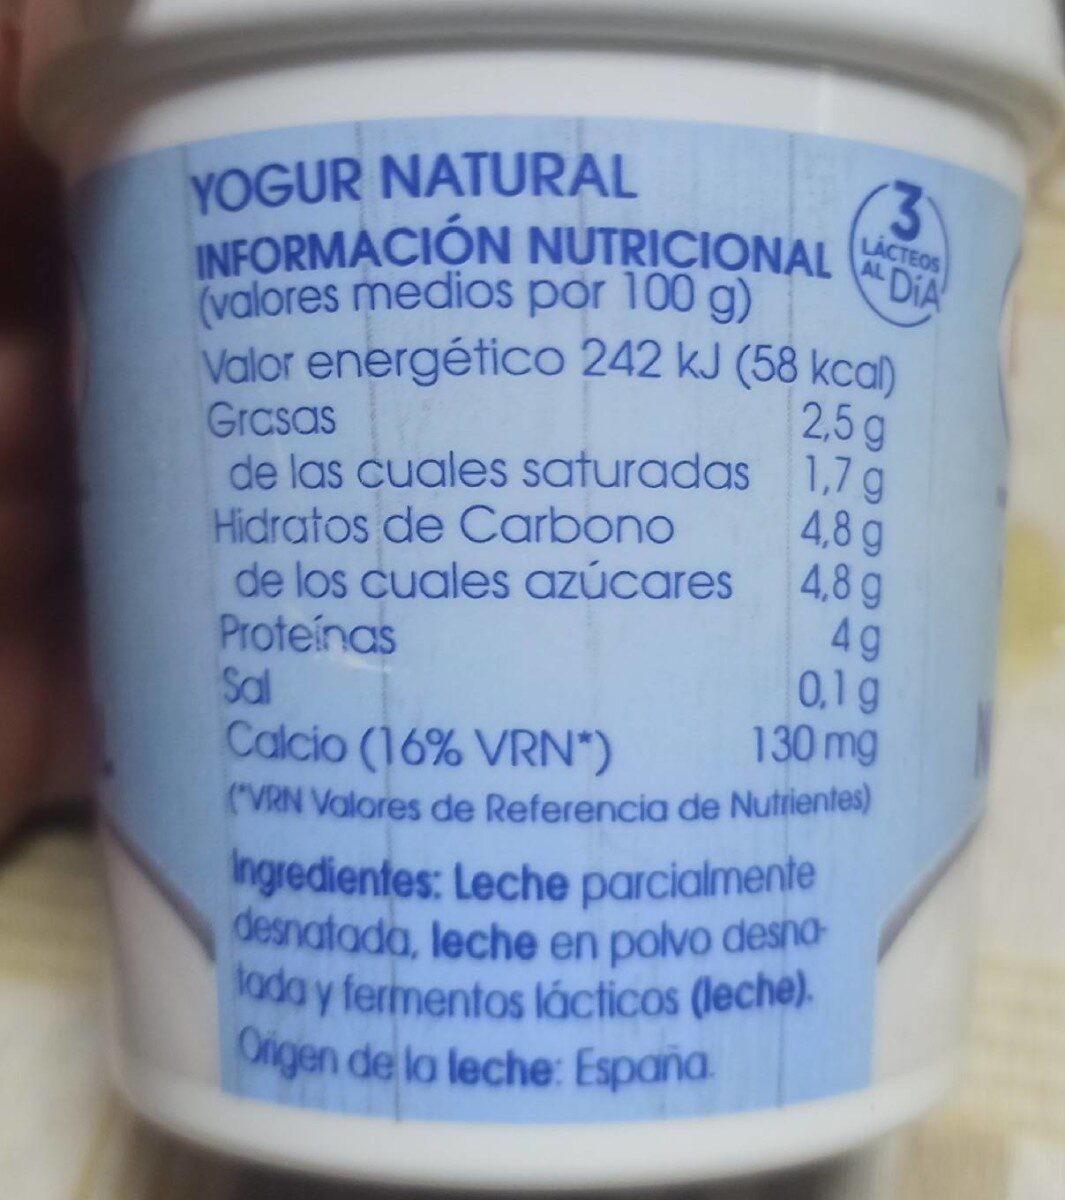 YOGUR NATURAL
INFORMACIÓN NUTRICIONAL
(valores medios por 100 g)
3
LÁCTEOS
AL DÍA
Valor energético 242 kJ (58 kcal)
Grasas 2,5 g
de las cuales saturadas 1,7 g
Hidratos de Carbono 4,8 g
de los cuales azúcares 4,8 g
Proteínas 4 g
Sal 0,1 g
Calcio (16% VRN*) 130 mg
(*VRN Valores de Referencia de Nutrientes)
Ingredientes: Leche parcialmente
desnatada, leche en polvo desna-
tada y fermentos lácticos (leche).
Origen de la leche: España.